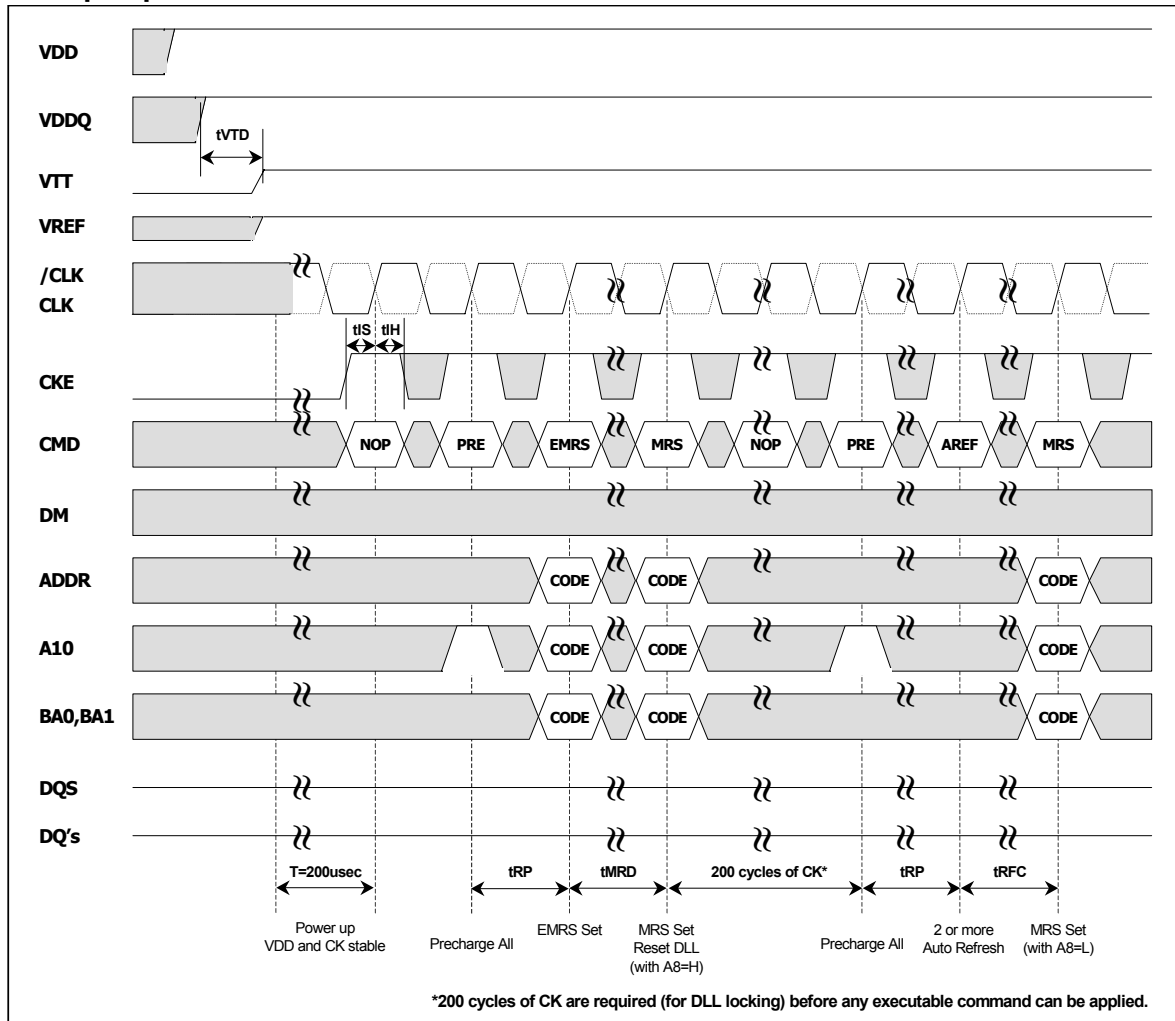 VDD
VDDQ
tVTD
VTT
VREF
/CLK
CLK
tIS tIH
CKE
CMD NOP PRE EMRS MRS NOP PRE AREF MRS
DM
ADDR CODE CODE CODE
A10 CODE CODE CODE
BA0,BA1 CODE CODE CODE
DQS
DQ's
T=200usec tRP tMRD 200 cycles of CK* tRP tRFC
Power up
VDD and CK stable
Precharge All
EMRS Set
MRS Set
Reset DLL
(with A8=H)
Precharge All
2 or more
Auto Refresh
MRS Set
(with A8=L)
*200 cycles of CK are required (for DLL locking) before any executable command can be applied.